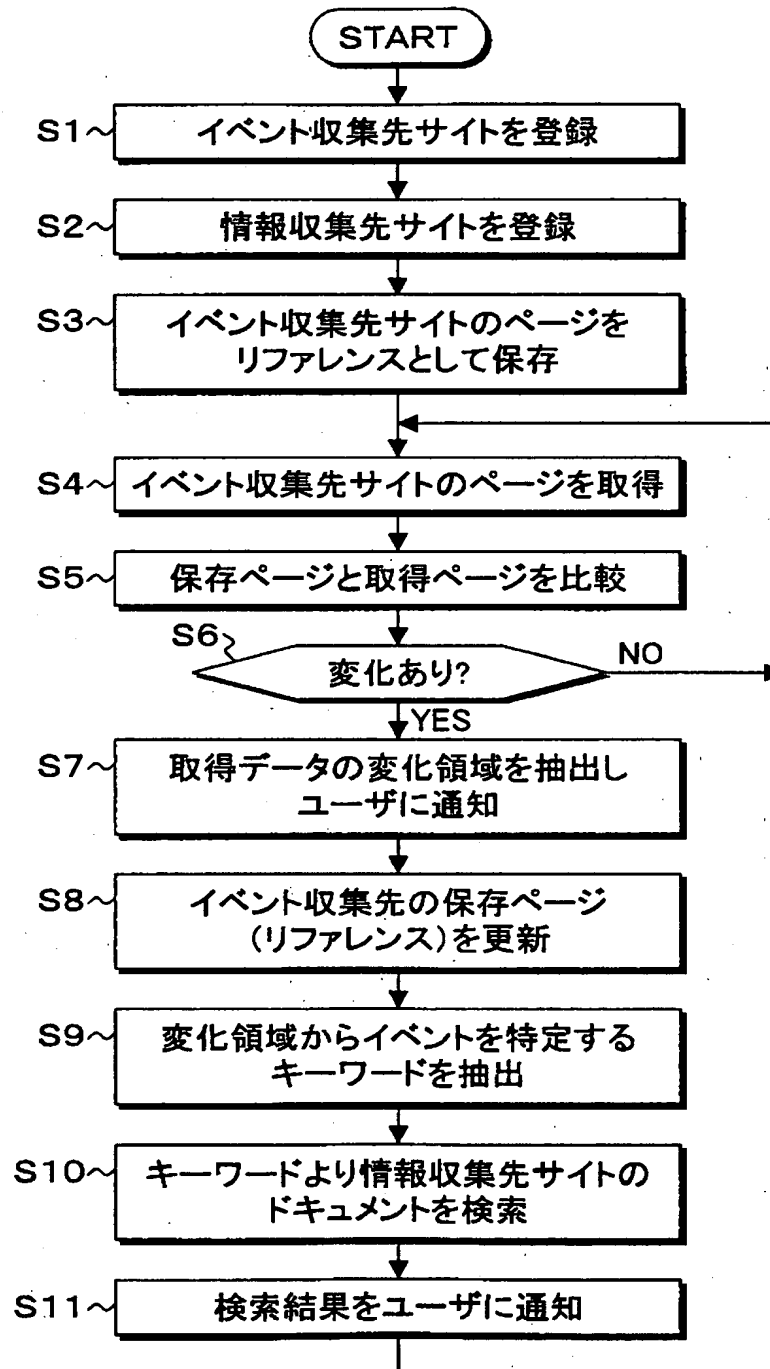 START
S1～ イベント収集先サイトを登録
S2～ 情報収集先サイトを登録
S3～ イベント収集先サイトのページを
リファレンスとして保存
S4～ イベント収集先サイトのページを取得
S5～ 保存ページと取得ページを比較
S6
変化あり?
NO
YES
S7～ 取得データの変化領域を抽出し
ユーザに通知
S8～ イベント収集先の保存ページ
(リファレンス)を更新
S9～ 変化領域からイベントを特定する
キーワードを抽出
S10～ キーワードより情報収集先サイトの
ドキュメントを検索
S11～ 検索結果をユーザに通知